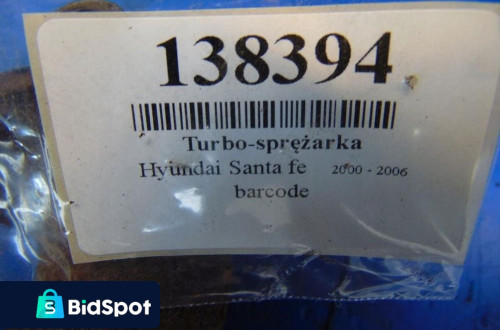 138394
Turbo-sprężarka
Hyundai Santa fe 2000 - 2006
barcode
BidSpot